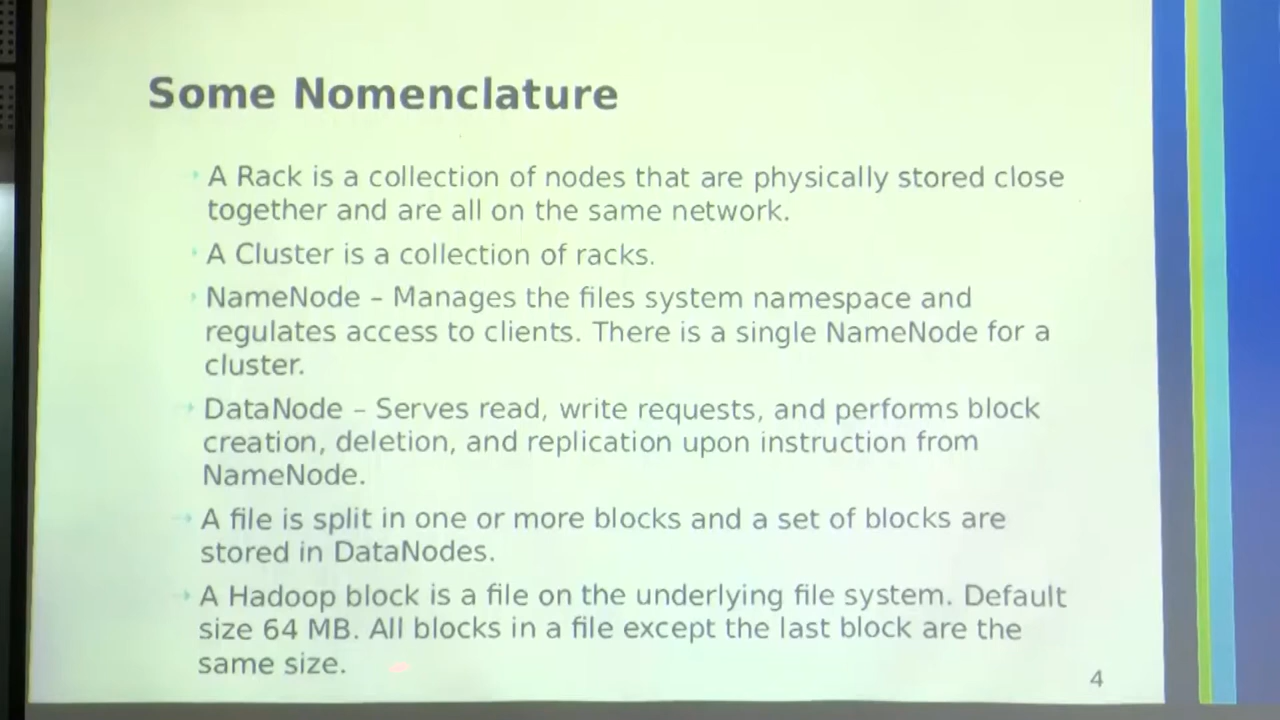 Some Nomenclature
A Rack is a collection of nodes that are physically stored close
together and are all on the same network.
A Cluster is a collection of racks.
NameNode – Manages the files system namespace and
regulates access to clients. There is a single NameNode for a
cluster.
DataNode – Serves read, write requests, and performs block
creation, deletion, and replication upon instruction from
NameNode.
A file is split in one or more blocks and a set of blocks are
stored in DataNodes.
A Hadoop block is a file on the underlying file system. Default
size 64 MB. All blocks in a file except the last block are the
same size.
4